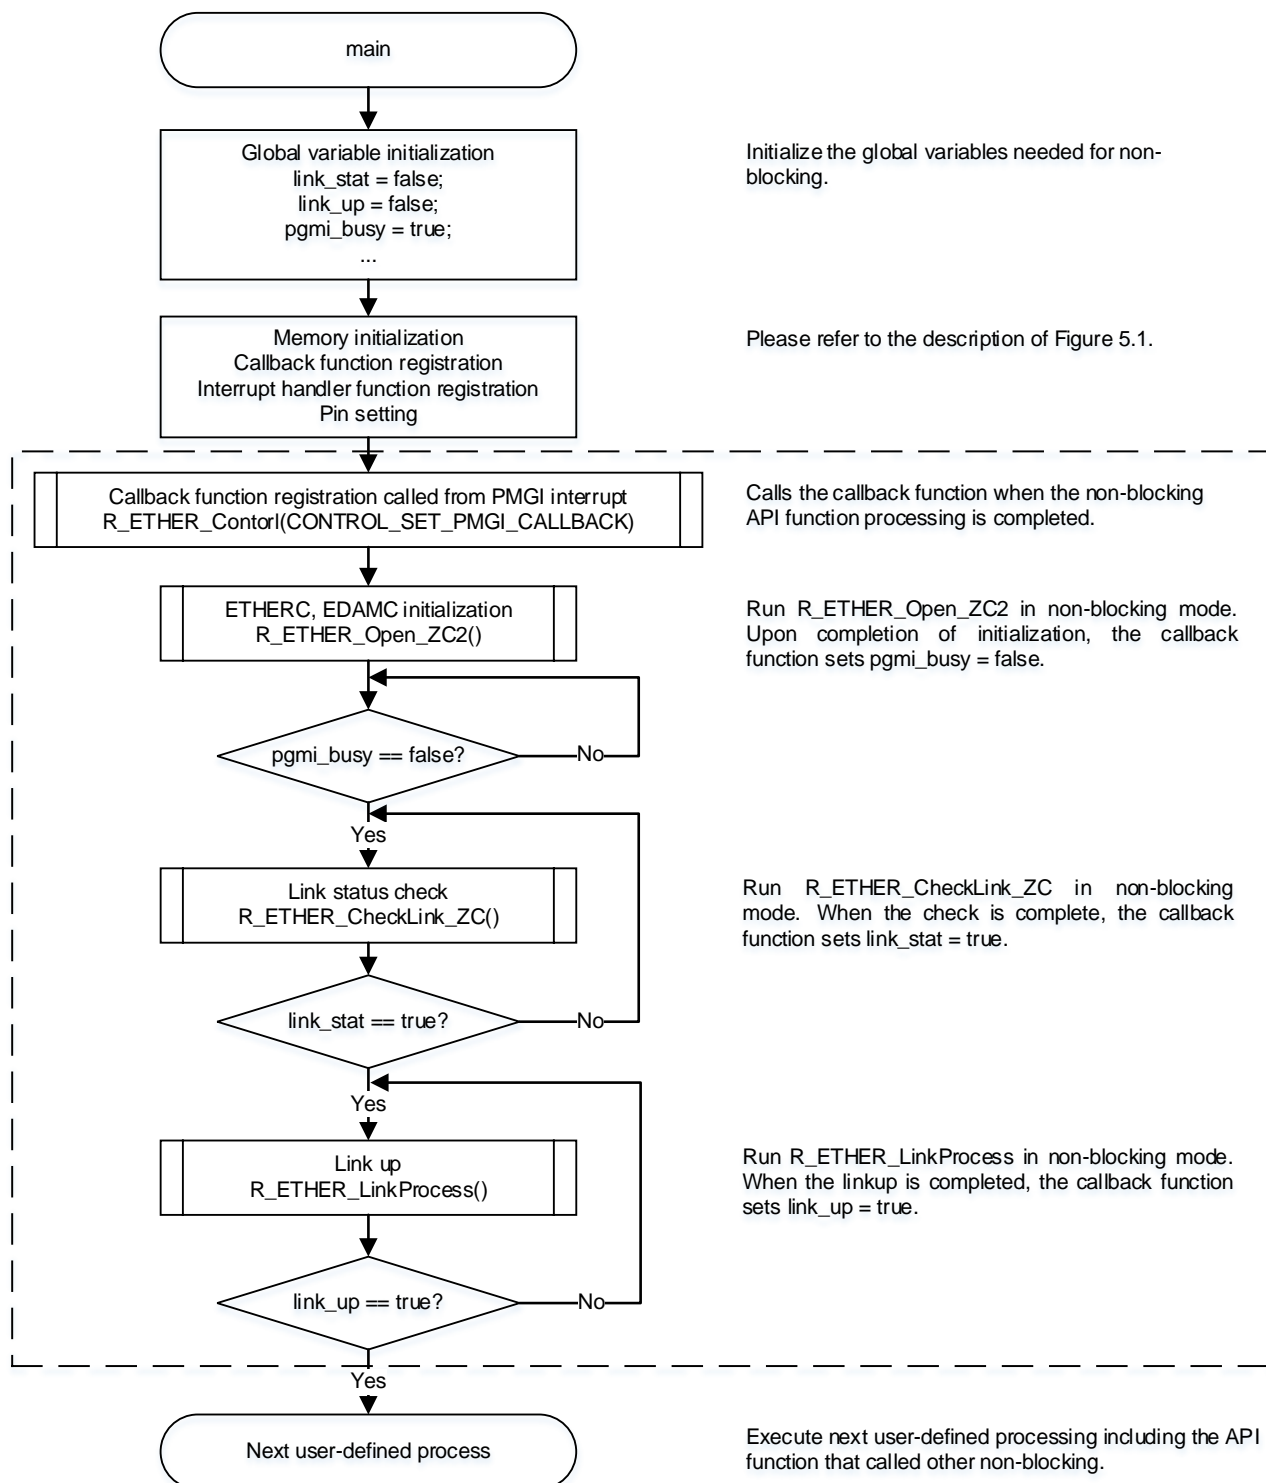 main
Global variable initialization
link_stat = false;
link_up = false;
pgmi_busy = true;
...
Initialize the global variables needed for non-
blocking.
Memory initialization
Callback function registration
Interrupt handler function registration
Pin setting
Please refer to the description of Figure 5.1.
Callback function registration called from PMGI interrupt
R_ETHER_Contorl(CONTROL_SET_PMGI_CALLBACK)
Calls the callback function when the non-blocking
API function processing is completed.
ETHERC, EDAMC initialization
R_ETHER_Open_ZC2()
Run R_ETHER_Open_ZC2 in non-blocking mode.
Upon completion of initialization, the callback
function sets pgmi_busy = false.
pgmi_busy == false?
No
Yes
Link status check
R_ETHER_CheckLink_ZC()
Run R_ETHER_CheckLink_ZC in non-blocking
mode. When the check is complete, the callback
function sets link_stat = true.
link_stat == true?
No
Yes
Link up
R_ETHER_LinkProcess()
Run R_ETHER_LinkProcess in non-blocking mode.
When the linkup is completed, the callback function
sets link_up = true.
link_up == true?
No
Yes
Next user-defined process
Execute next user-defined processing including the API
function that called other non-blocking.